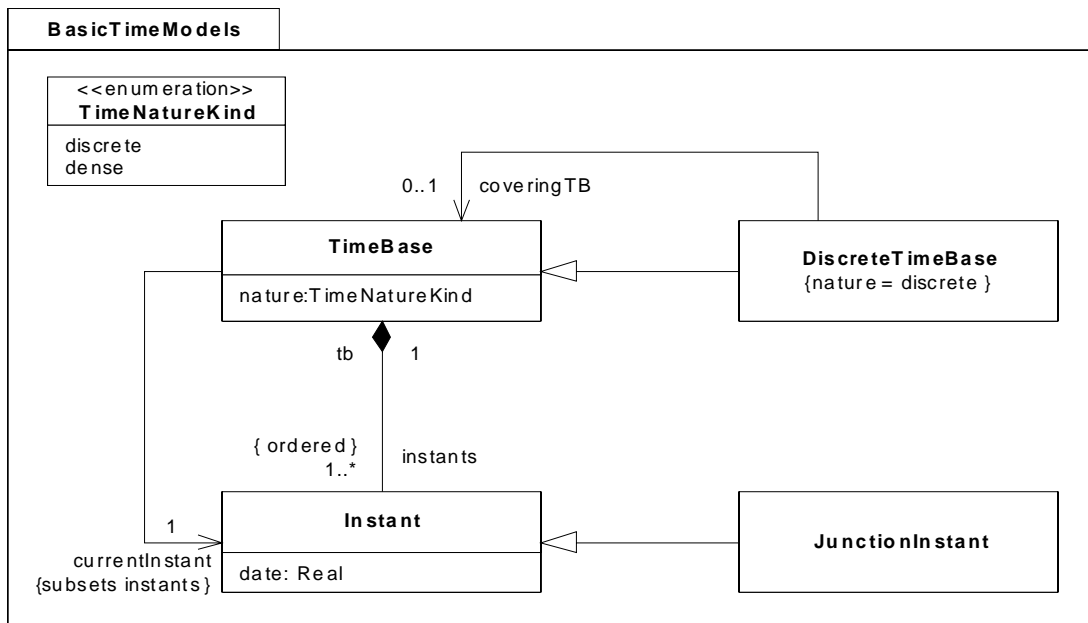 BasicTimeModels
<<enumeration>>
TimeNatureKind
discrete
dense
0..1 coveringTB
TimeBase
nature:TimeNatureKind
DiscreteTimeBase
{nature = discrete }
tb 1
{ ordered }
1..* instants
Instant
date: Real
1
currentInstant
{subsets instants}
JunctionInstant